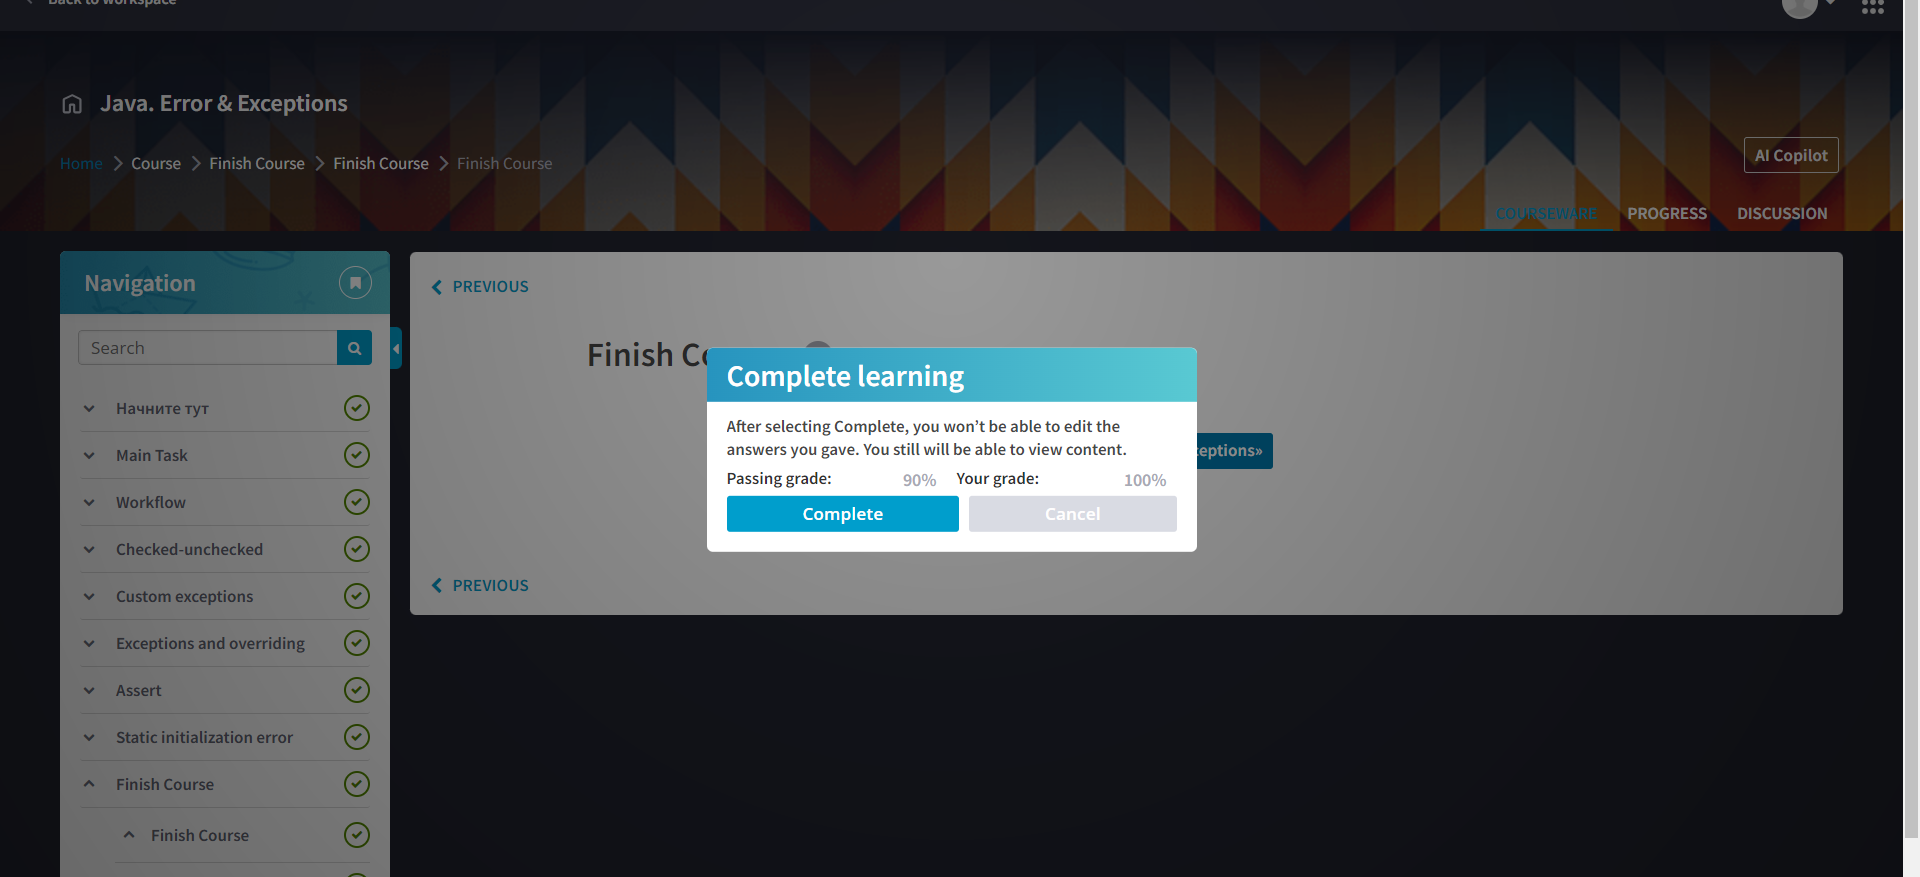 Back to workspace
Java. Error & Exceptions
Home Course Finish Course Finish Course Finish Course
AI Copilot
COURSEWARE PROGRESS DISCUSSION
Navigation
Search
Начните тут
Main Task
Workflow
Checked-unchecked
Custom exceptions
Exceptions and overriding
Assert
Static initialization error
Finish Course
Finish Course
PREVIOUS
Finish Co
eptions»
PREVIOUS
Complete learning
After selecting Complete, you won’t be able to edit the
answers you gave. You still will be able to view content.
Passing grade: 90% Your grade: 100%
Complete Cancel